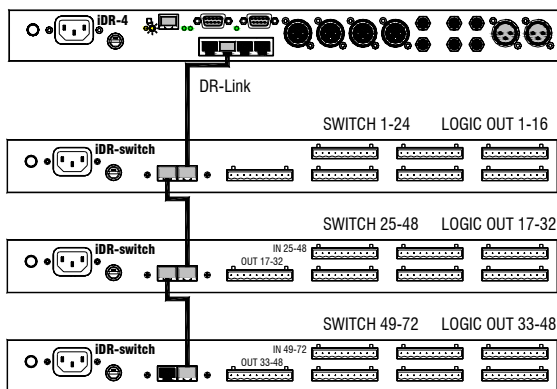 iDR-4
DR-Link
SWITCH 1-24 LOGIC OUT 1-16
iDR-switch
SWITCH 25-48 LOGIC OUT 17-32
iDR-switch
IN 25-48
OUT 17-32
SWITCH 49-72 LOGIC OUT 33-48
iDR-switch
IN 49-72
OUT 33-48